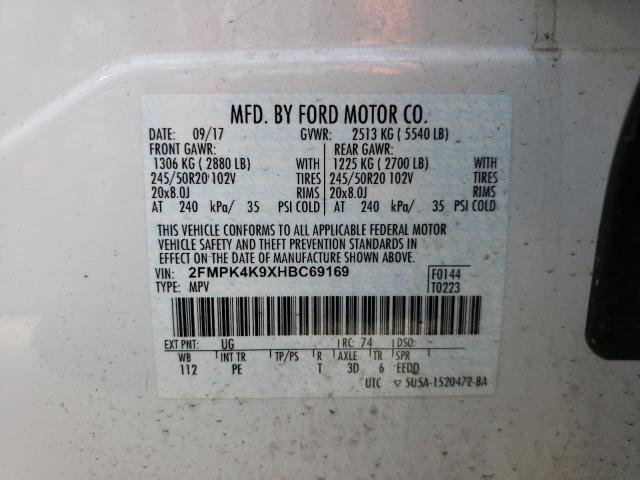 MFD. BY FORD MOTOR CO.
DATE: 09/17 GVWR: 2513 KG ( 5540 LB)
FRONT GAWR: REAR GAWR:
1306 KG ( 2880 LB) WITH 1225 KG ( 2700 LB) WITH
245/50R20 102V TIRES 245/50R20 102V TIRES
20x8.0J RIMS 20x8.0J RIMS
AT 240 kPa/ 35 PSI COLD AT 240 kPa/ 35 PSI COLD
THIS VEHICLE CONFORMS TO ALL APPLICABLE FEDERAL MOTOR
VEHICLE SAFETY AND THEFT PREVENTION STANDARDS IN
EFFECT ON THE DATE OF MANUFACTURE SHOWN ABOVE.
VIN: 2FMPK4K9XHBC69169 F0144
TYPE: MPV T0223
EXT PNT: UG RC: 74 DSO:
WB INT TR TP/PS R AXLE TR SPR
112 PE T 3D 6 EEDD
UTC ▽ 5U5A-1520472-BA